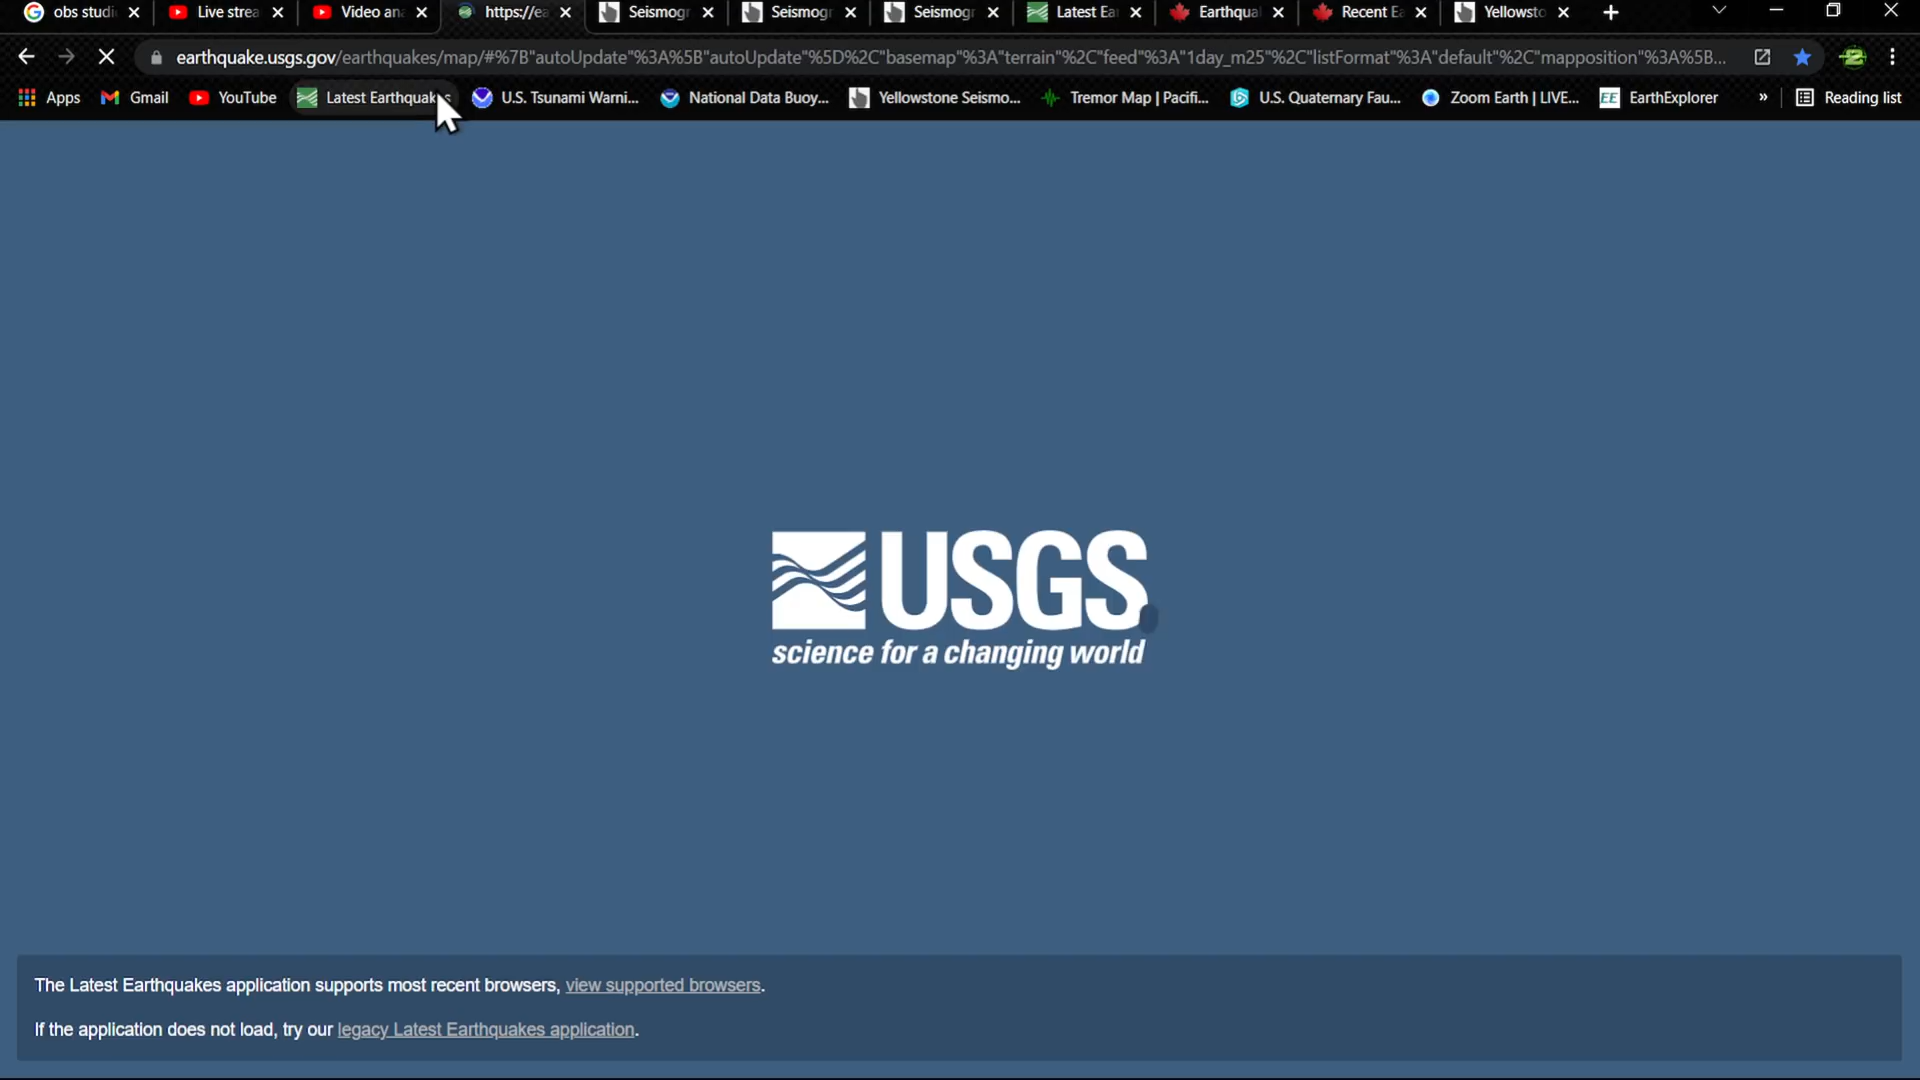 obs studi
Live strea
Video an
https://ea
Seismogr
Seismogr
Seismogr
Latest Ea
Earthqual
Recent Ea
Yellowsto
earthquake.usgs.gov/earthquakes/map/#%7B"autoUpdate"%3A%5B"autoUpdate"%5D%2C"basemap"%3A"terrain"%2C"feed"%3A"1day_m25"%2C"listFormat"%3A"default"%2C"mapposition"%3A%5B...
Apps
Gmail
YouTube
Latest Earthquakes
U.S. Tsunami Warni...
National Data Buoy...
Yellowstone Seismo...
Tremor Map | Pacifi...
U.S. Quaternary Fau...
Zoom Earth | LIVE...
EE EarthExplorer
»
Reading list
USGS
science for a changing world
The Latest Earthquakes application supports most recent browsers, view supported browsers.
If the application does not load, try our legacy Latest Earthquakes application.